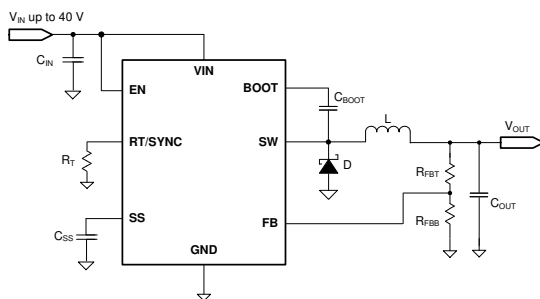 VIN up to 40 V
CIN
VIN
EN
BOOT
CBOOT
L
VOUT
RT/SYNC
SW
RT
D
RFBT
COUT
SS
FB
RFBB
CSS
GND